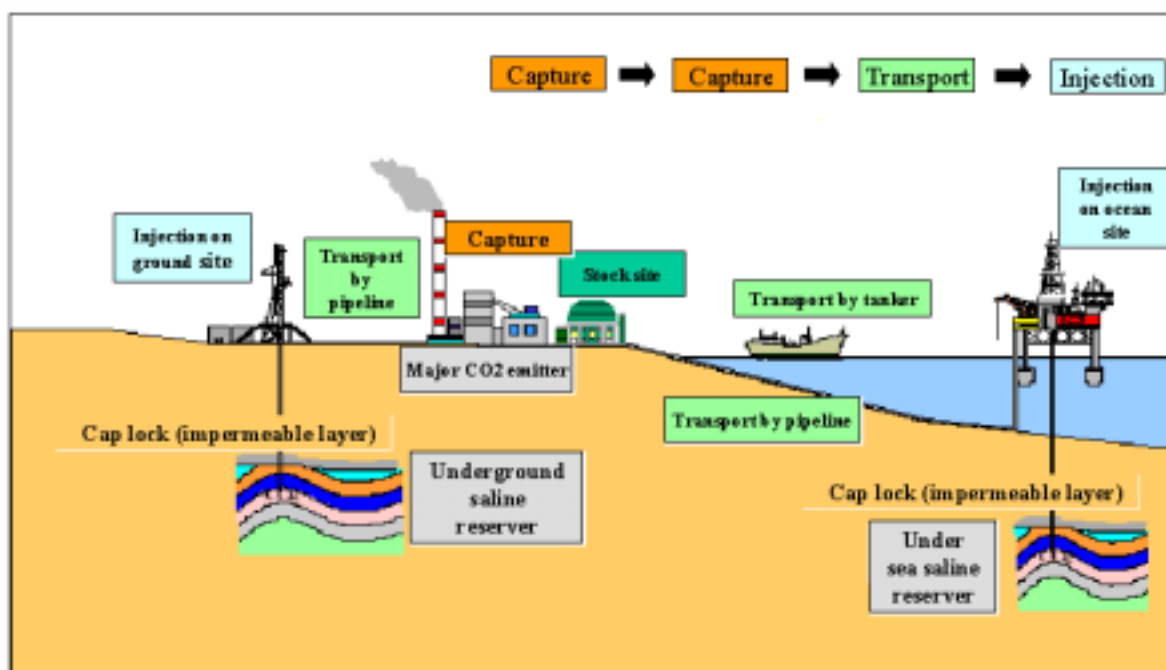 Capture
Capture
Transport
Injection
Injection on
ground site
Transport
by
pipeline
Capture
Stock site
Transport by tanker
Injection
on ocean
site
Major CO2 emitter
Transport by pipeline
Cap lock (impermeable layer)
Underground
saline
reserver
Cap lock (impermeable layer)
Under
sea saline
reserver